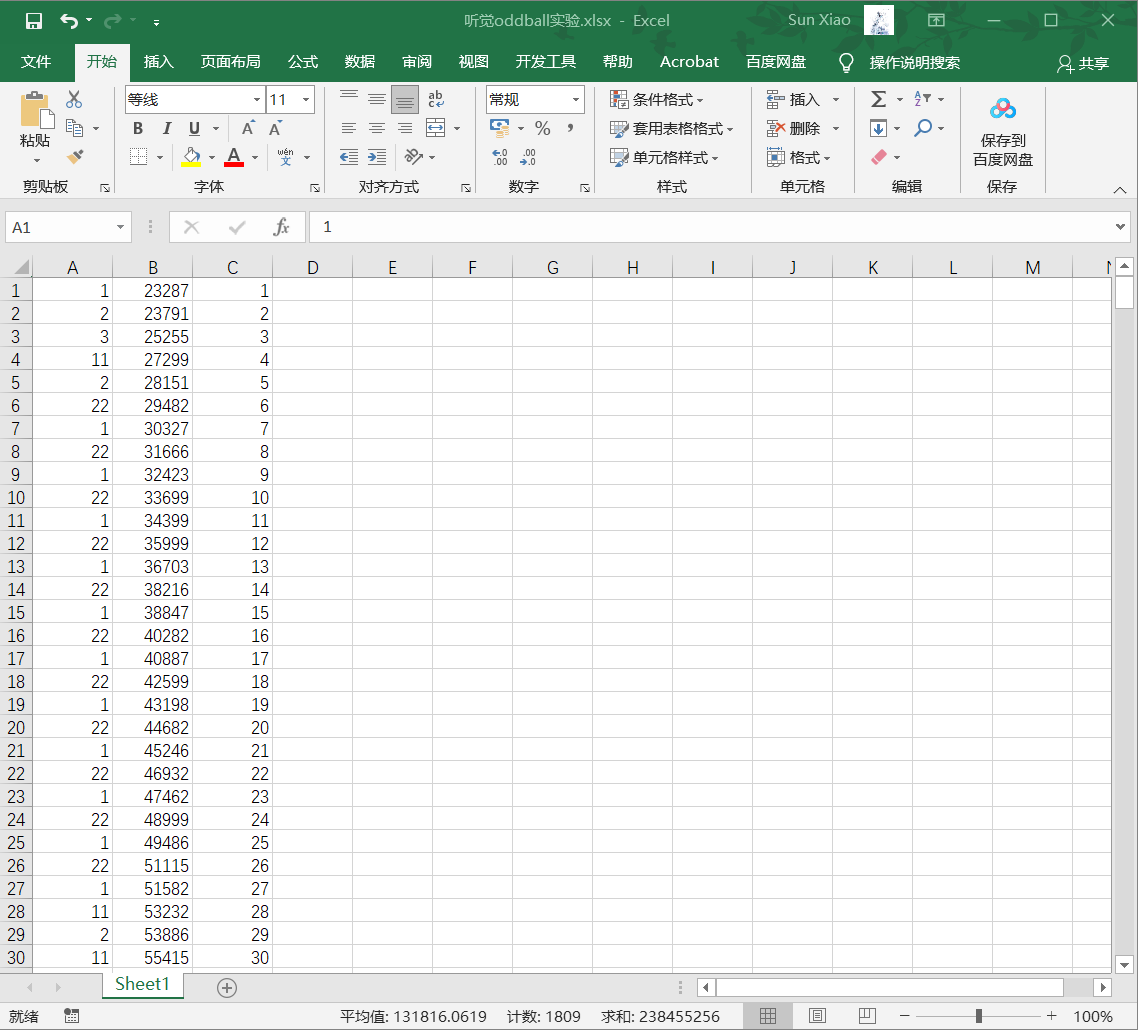 听觉oddball实验.xlsx - Excel Sun Xiao
文件 开始 插入 页面布局 公式 数据 审阅 视图 开发工具 帮助 Acrobat 百度网盘 操作说明搜索 共享
粘贴
等线 11
B I U A A wén 文
ab c
常规
% , .0 .00 .00 .0
条件格式
套用表格格式
单元格样式
插入
删除
格式
Σ A Z
保存到
百度网盘
剪贴板 字体 对齐方式 数字 样式 单元格 编辑 保存
A1 fx 1
A B C D E F G H I J K L M N
1 1 23287 1
2 2 23791 2
3 3 25255 3
4 11 27299 4
5 2 28151 5
6 22 29482 6
7 1 30327 7
8 22 31666 8
9 1 32423 9
10 22 33699 10
11 1 34399 11
12 22 35999 12
13 1 36703 13
14 22 38216 14
15 1 38847 15
16 22 40282 16
17 1 40887 17
18 22 42599 18
19 1 43198 19
20 22 44682 20
21 1 45246 21
22 22 46932 22
23 1 47462 23
24 22 48999 24
25 1 49486 25
26 22 51115 26
27 1 51582 27
28 11 53232 28
29 2 53886 29
30 11 55415 30
Sheet1
就绪 平均值: 131816.0619 计数: 1809 求和: 238455256 100%